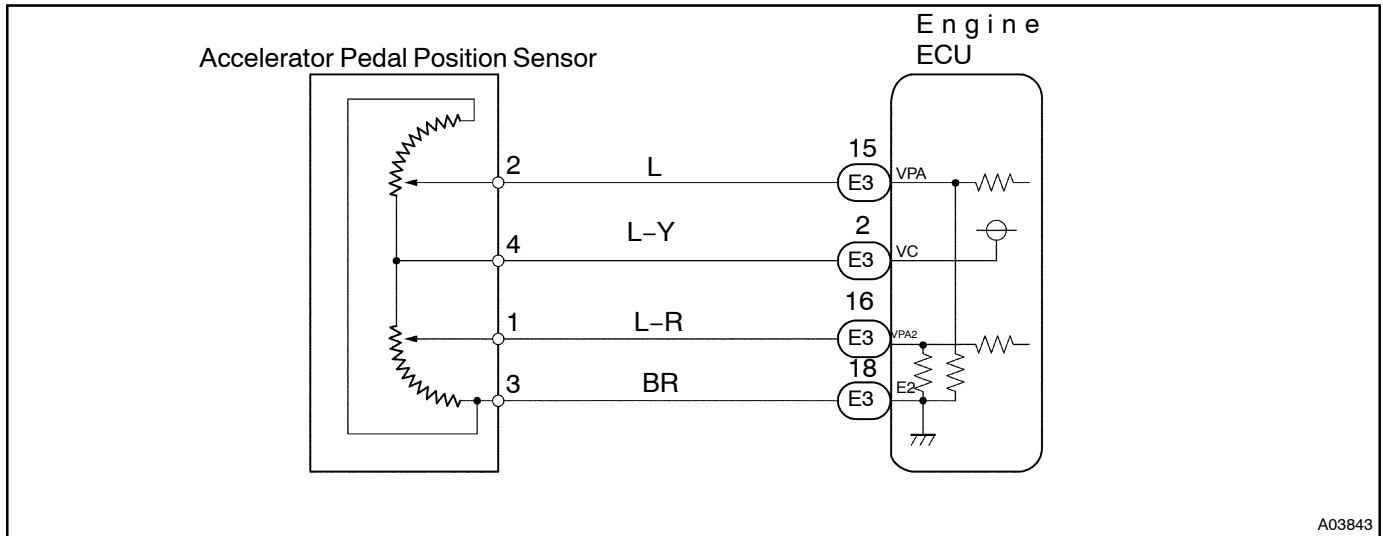 E n g i n e
ECU
Accelerator Pedal Position Sensor
2
L
15
E3
VPA
4
L–Y
2
E3
VC
1
L–R
16
E3
VPA2
3
BR
18
E3
E2
A03843